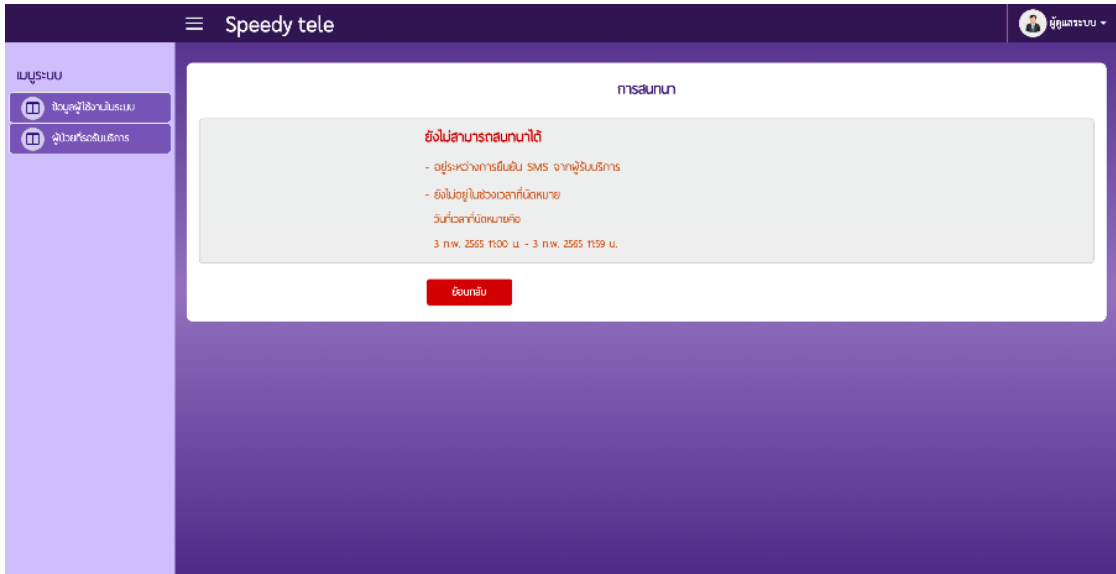 Speedy tele
ผู้ดูแลระบบ
เมนูระบบ
ข้อมูลผู้ใช้งานในระบบ
ผู้ป่วยที่รอรับบริการ
การสนทนา
ยังไม่สามารถสนทนาได้
- อยู่ระหว่างการยืนยัน SMS จากผู้รับบริการ
- ยังไม่อยู่ในช่วงเวลาที่นัดหมาย
วันที่เวลาที่นัดหมายคือ
3 ก.พ. 2565 11:00 น. - 3 ก.พ. 2565 11:59 น.
ย้อนกลับ